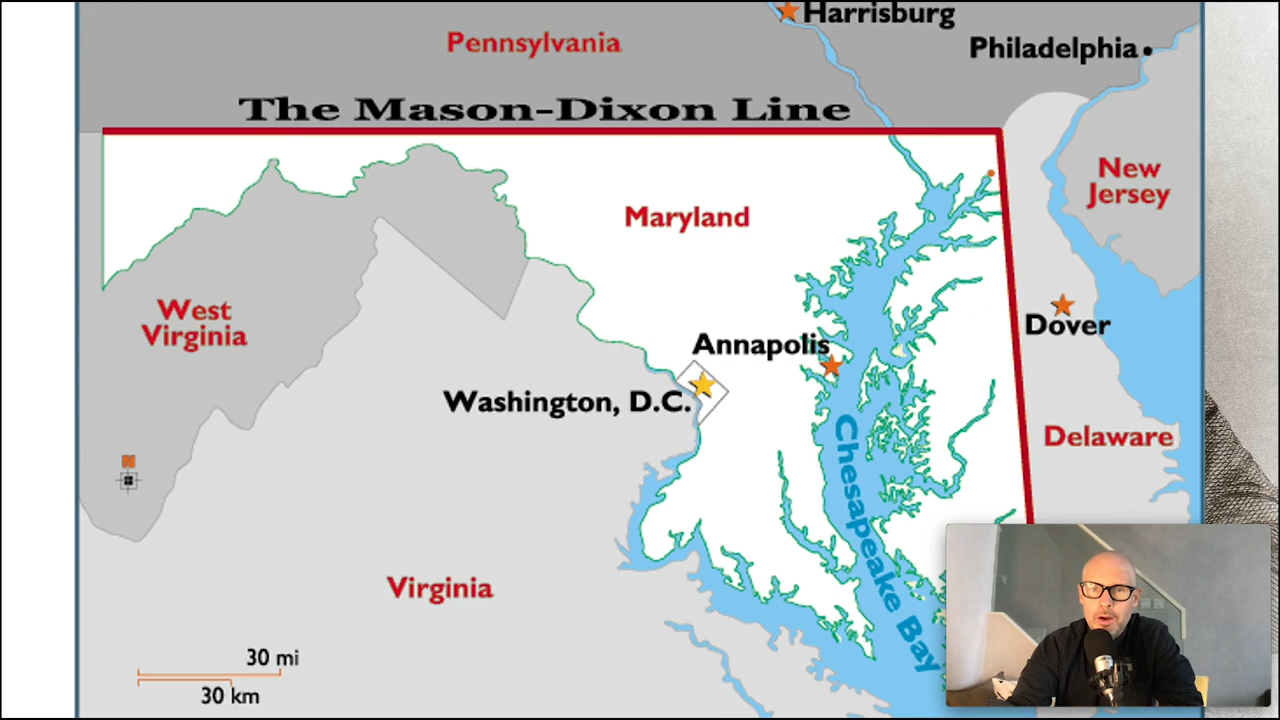 Harrisburg
Pennsylvania
Philadelphia
The Mason-Dixon Line
New
Jersey
Maryland
West
Virginia
Dover
Annapolis
Washington, D.C.
Delaware
Chesapeake Bay
N
Virginia
30 mi
30 km